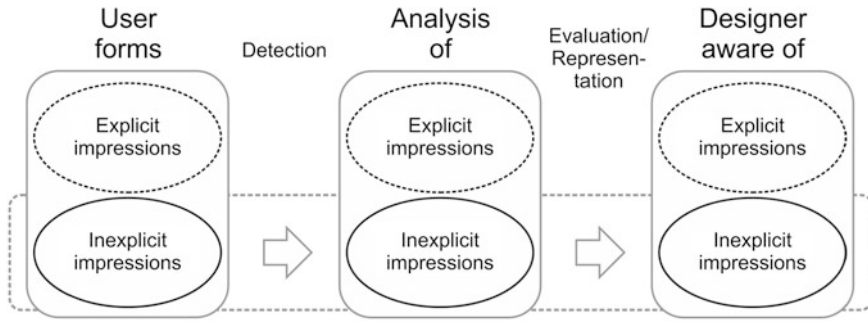 User
forms
Detection
Analysis
of
Evaluation/
Represen-
tation
Designer
aware of
Explicit
impressions
Explicit
impressions
Explicit
impressions
Inexplicit
impressions
Inexplicit
impressions
Inexplicit
impressions